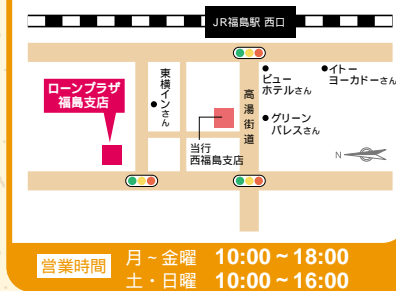 JR福島駅 西口
ローンプラザ
福島支店
東横インさん
ビュー
ホテルさん
イトー
ヨーカドーさん
高湯街道
グリーン
パレスさん
当行
西福島支店
N
営業時間
月~金曜 10:00~18:00
土・日曜 10:00~16:00